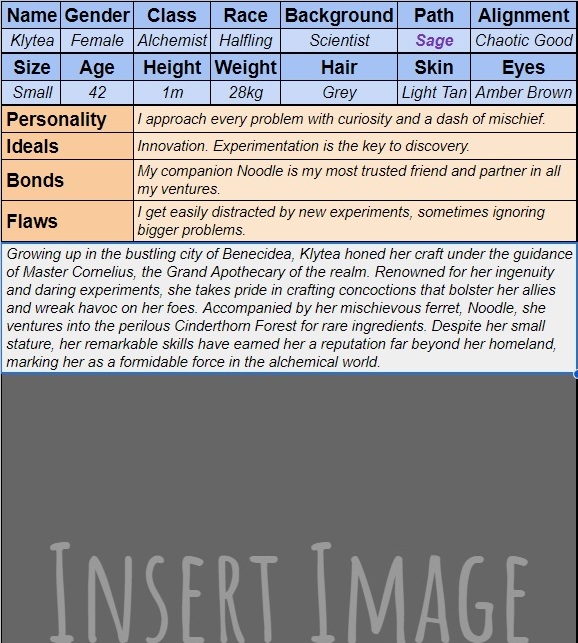 Name Gender Class Race Background Path Alignment
Klytea Female Alchemist Halfling Scientist Sage Chaotic Good
Size Age Height Weight Hair Skin Eyes
Small 42 1m 28kg Grey Light Tan Amber Brown
Personality I approach every problem with curiosity and a dash of mischief.
Ideals Innovation. Experimentation is the key to discovery.
Bonds My companion Noodle is my most trusted friend and partner in all
my ventures.
Flaws I get easily distracted by new experiments, sometimes ignoring
bigger problems.
Growing up in the bustling city of Benecidea, Klytea honed her craft under the guidance
of Master Cornelius, the Grand Apothecary of the realm. Renowned for her ingenuity
and daring experiments, she takes pride in crafting concoctions that bolster her allies
and wreak havoc on her foes. Accompanied by her mischievous ferret, Noodle, she
ventures into the perilous Cinderthorn Forest for rare ingredients. Despite her small
stature, her remarkable skills have earned her a reputation far beyond her homeland,
marking her as a formidable force in the alchemical world.
INSERT IMAGE